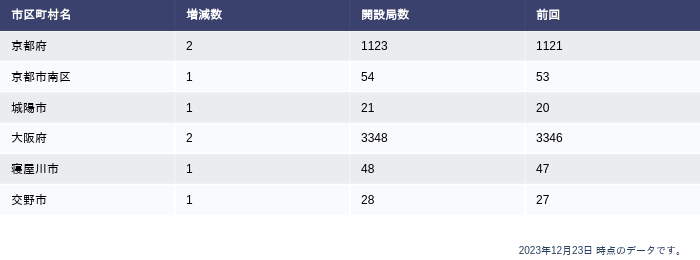 市区町村名 増減数 開設局数 前回
京都府 2 1123 1121
京都市南区 1 54 53
城陽市 1 21 20
大阪府 2 3348 3346
寝屋川市 1 48 47
交野市 1 28 27
2023年12月23日 時点のデータです。